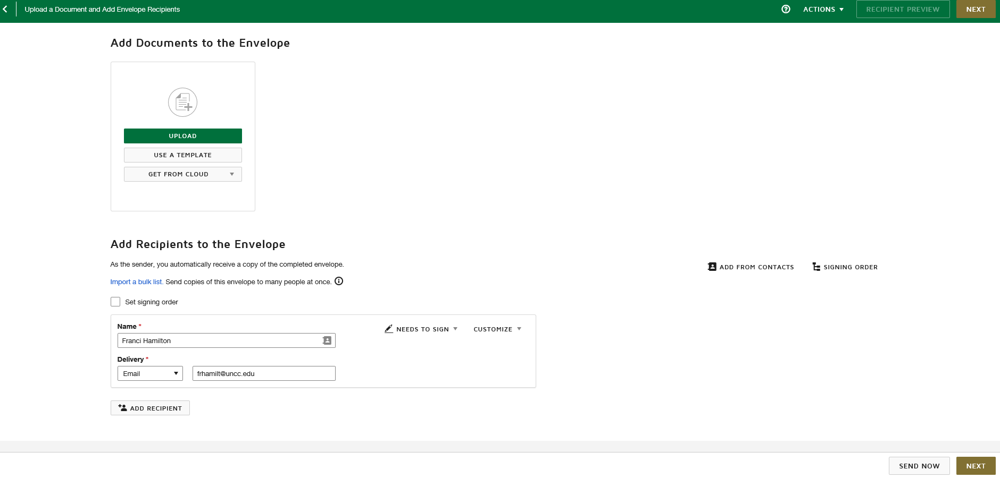 Upload a Document and Add Envelope Recipients
ACTIONS
RECIPIENT PREVIEW
NEXT
Add Documents to the Envelope
UPLOAD
USE A TEMPLATE
GET FROM CLOUD
Add Recipients to the Envelope
As the sender, you automatically receive a copy of the completed envelope.
ADD FROM CONTACTS
SIGNING ORDER
Import a bulk list. Send copies of this envelope to many people at once.
Set signing order
Name *
NEEDS TO SIGN
CUSTOMIZE
Franci Hamilton
Delivery *
Email
frhamilt@uncc.edu
ADD RECIPIENT
SEND NOW
NEXT